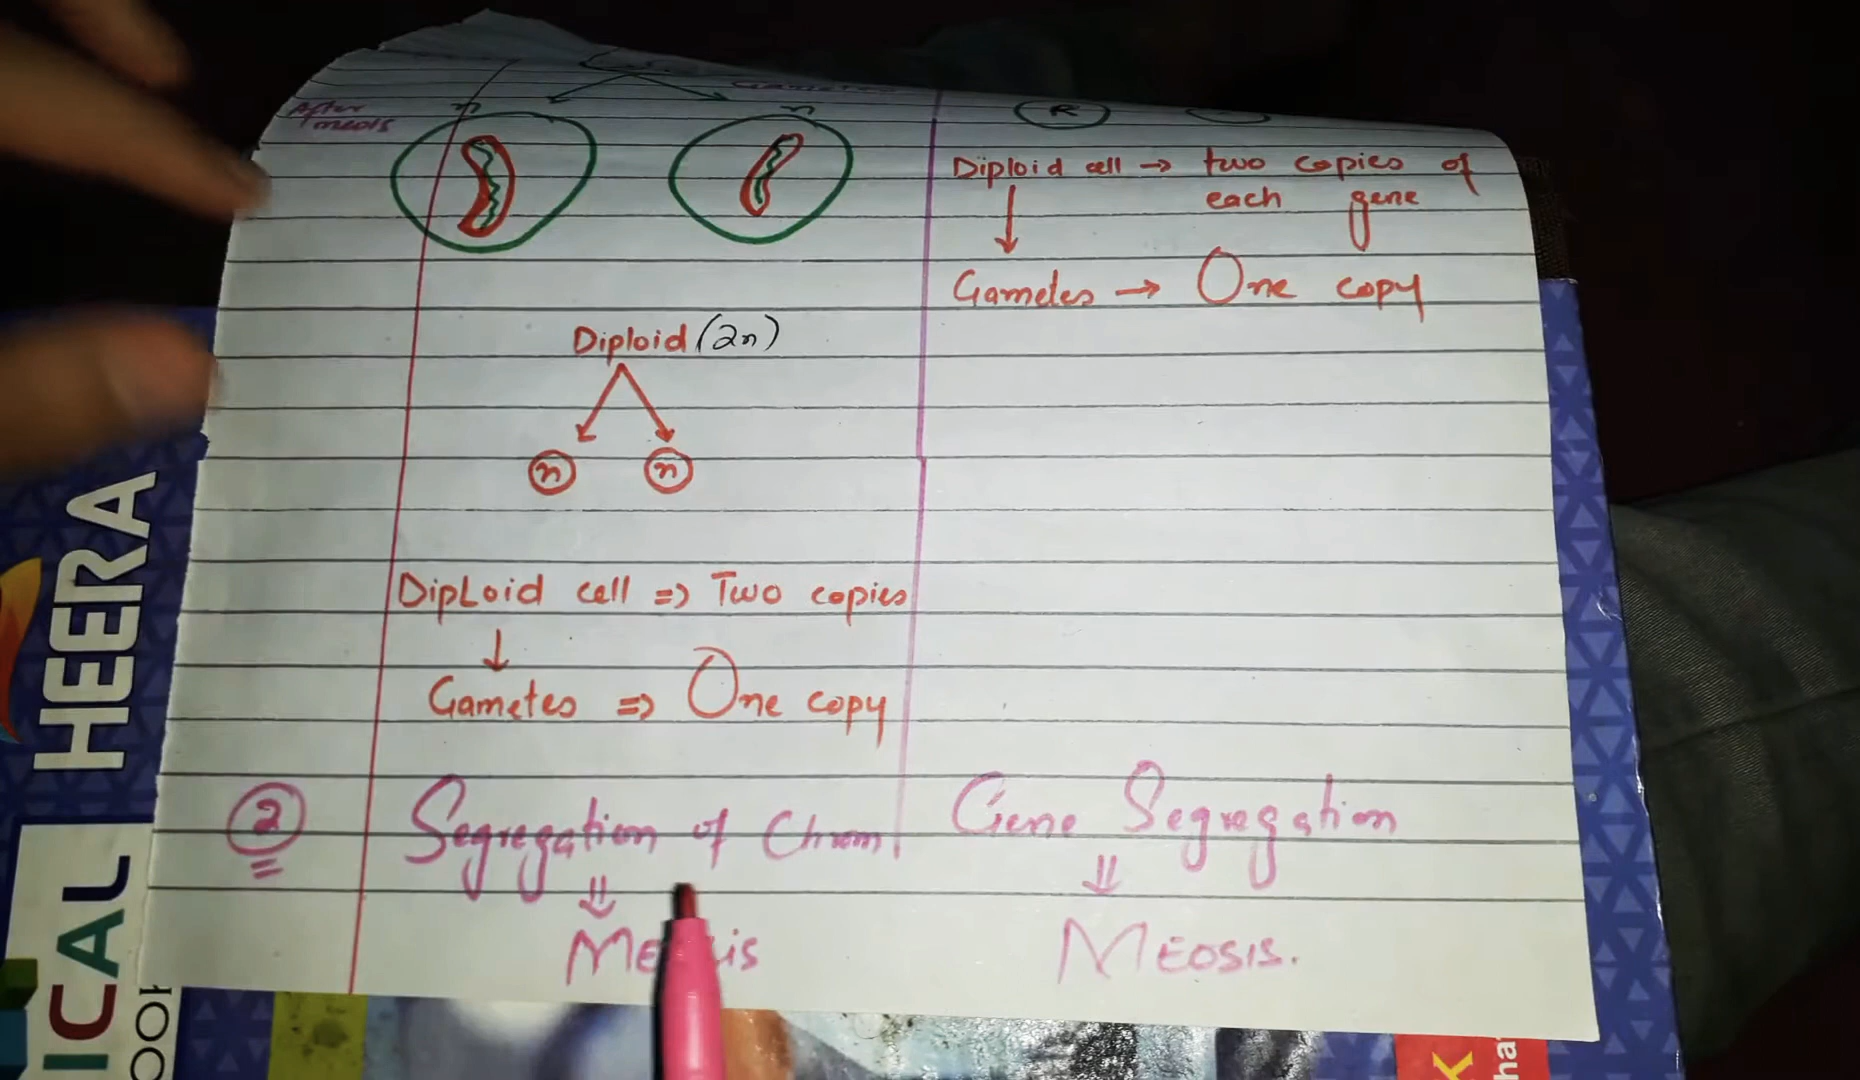 After
meois
n
n
R
Diploid cell → two copies of
each gene
Gametes → One copy
Diploid (2n)
n
n
DipLoid cell => Two copies
Gametes => One copy
2
Segregation of Chrom
Gene Segregation
MEOSIS.
HEERA
ICAL